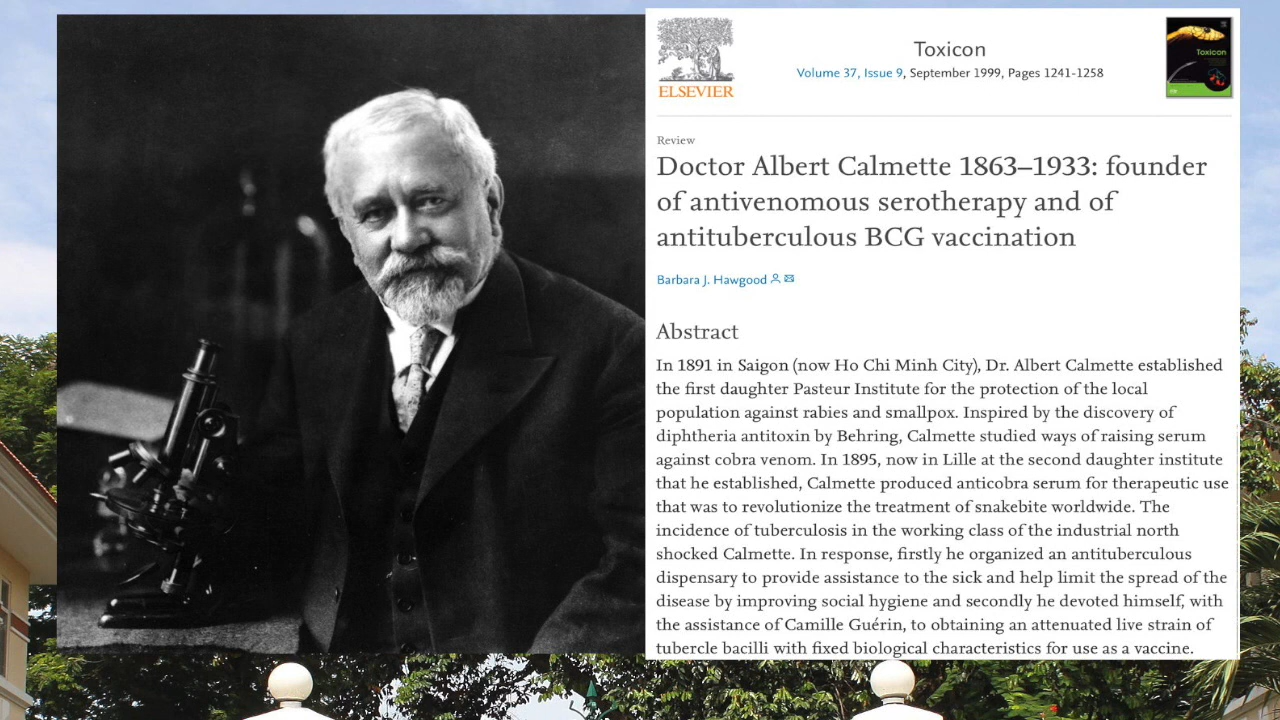 ELSEVIER
Toxicon
Volume 37, Issue 9, September 1999, Pages 1241-1258
Toxicon
Review
Doctor Albert Calmette 1863–1933: founder
of antivenomous serotherapy and of
antituberculous BCG vaccination
Barbara J. Hawgood
Abstract
In 1891 in Saigon (now Ho Chi Minh City), Dr. Albert Calmette established
the first daughter Pasteur Institute for the protection of the local
population against rabies and smallpox. Inspired by the discovery of
diphtheria antitoxin by Behring, Calmette studied ways of raising serum
against cobra venom. In 1895, now in Lille at the second daughter institute
that he established, Calmette produced anticobra serum for therapeutic use
that was to revolutionize the treatment of snakebite worldwide. The
incidence of tuberculosis in the working class of the industrial north
shocked Calmette. In response, firstly he organized an antituberculous
dispensary to provide assistance to the sick and help limit the spread of the
disease by improving social hygiene and secondly he devoted himself, with
the assistance of Camille Guérin, to obtaining an attenuated live strain of
tubercle bacilli with fixed biological characteristics for use as a vaccine.